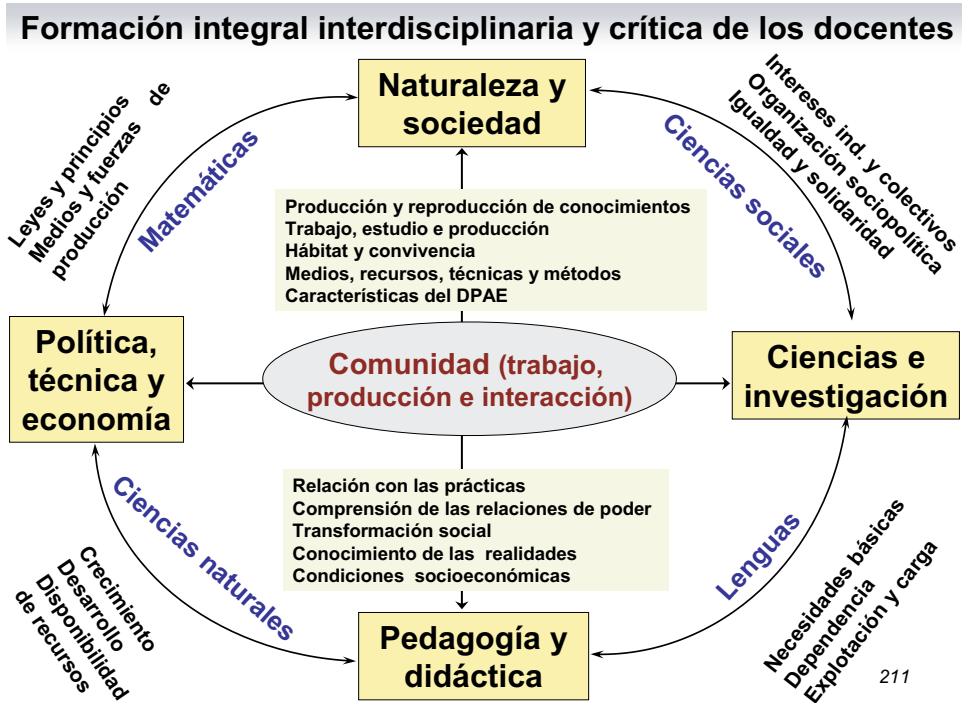 Formación integral interdisciplinaria y crítica de los docentes
Naturaleza y
sociedad
Leyes y principios
Medios y fuerzas de
producción
Matemáticas
Ciencias sociales
Intereses ind. y colectivos
Organización sociopolítica
Igualdad y solidaridad
Producción y reproducción de conocimientos
Trabajo, estudio e producción
Hábitat y convivencia
Medios, recursos, técnicas y métodos
Características del DPAE
Política,
técnica y
economía
Comunidad (trabajo,
producción e interacción)
Ciencias e
investigación
Relación con las prácticas
Comprensión de las relaciones de poder
Transformación social
Conocimiento de las realidades
Condiciones socioeconómicas
Ciencias naturales
Lenguas
Crecimiento
Desarrollo
Disponibilidad
de recursos
Necesidades básicas
Dependencia
Explotación y carga
Pedagogía y
didáctica
211